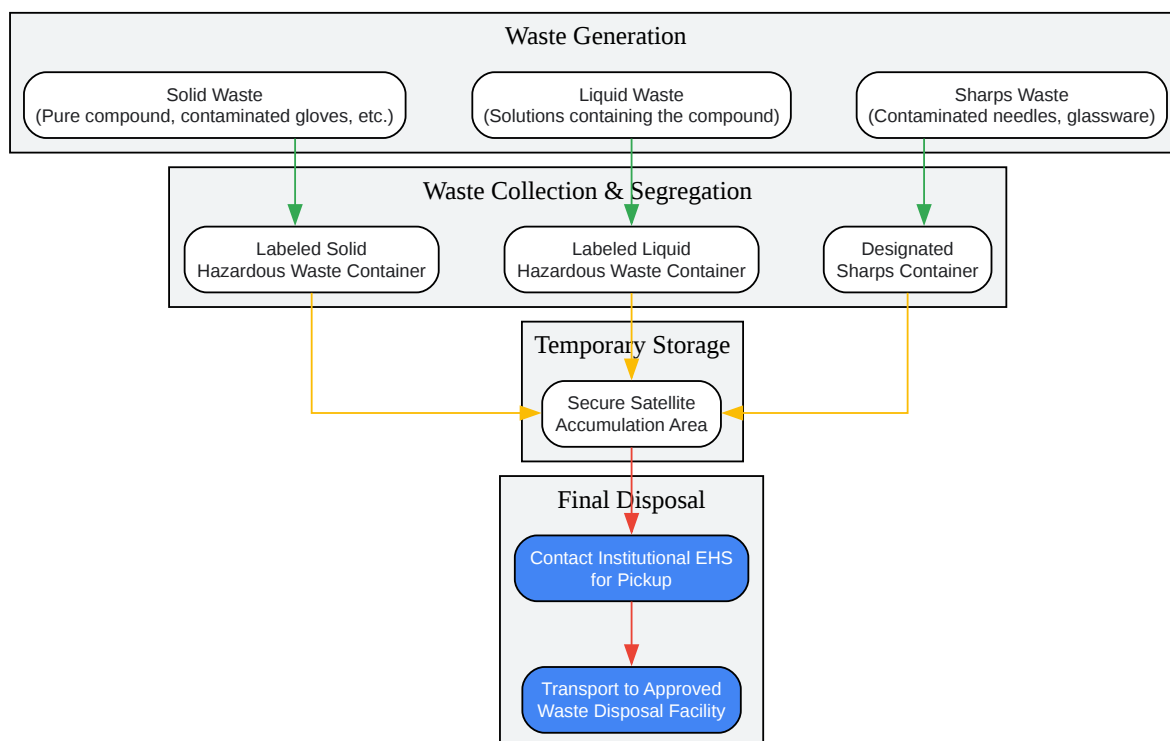 Waste Generation
Solid Waste
(Pure compound, contaminated gloves, etc.)
Liquid Waste
(Solutions containing the compound)
Sharps Waste
(Contaminated needles, glassware)
Waste Collection & Segregation
Labeled Solid
Hazardous Waste Container
Labeled Liquid
Hazardous Waste Container
Designated
Sharps Container
Temporary Storage
Secure Satellite
Accumulation Area
Final Disposal
Contact Institutional EHS
for Pickup
Transport to Approved
Waste Disposal Facility